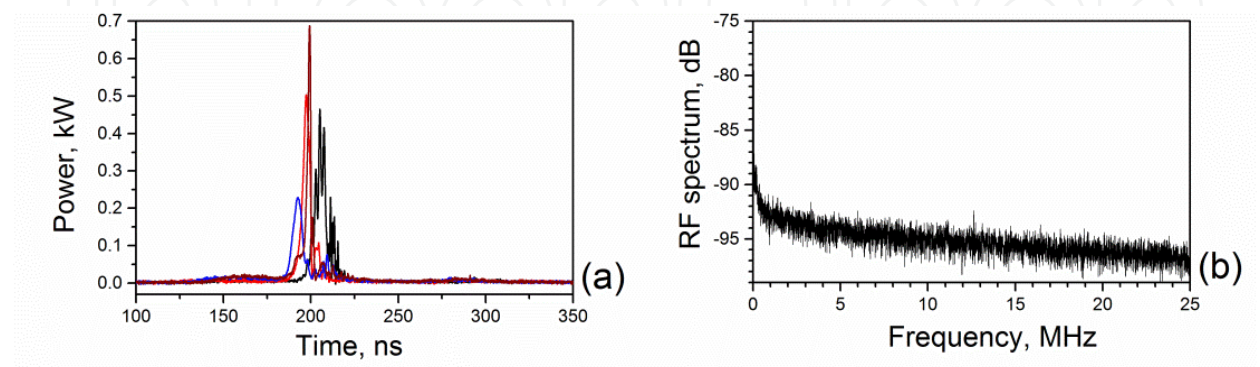 Power, kW
0.7
0.6
0.5
0.4
0.3
0.2
0.1
0.0
100 150 200 250 300 350
Time, ns
(a)
RF spectrum, dB
-75
-80
-85
-90
-95
0 5 10 15 20 25
Frequency, MHz
(b)